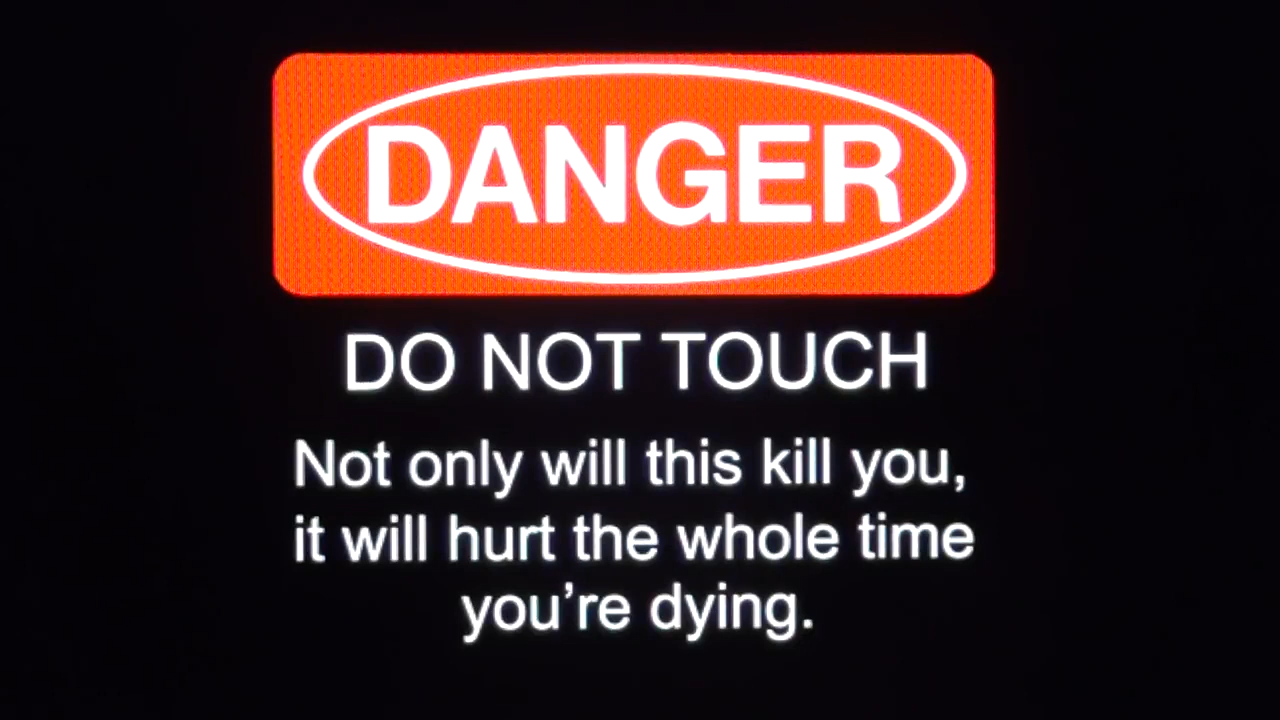 DANGER
DO NOT TOUCH
Not only will this kill you,
it will hurt the whole time
you’re dying.